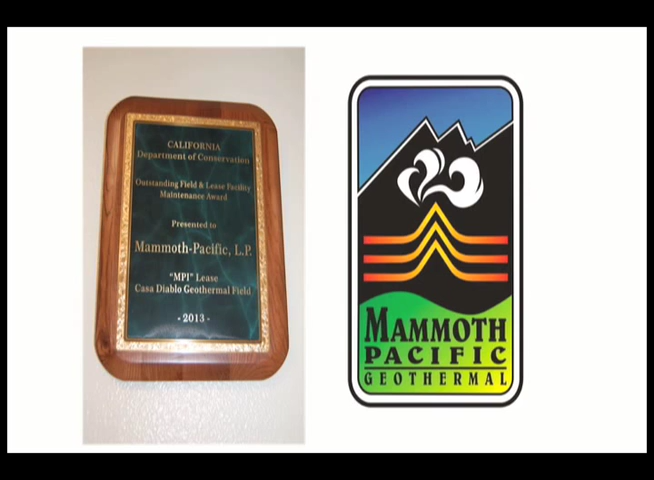 CALIFORNIA
Department of Conservation
Outstanding Field & Lease Facility
Maintenance Award
Presented to
Mammoth-Pacific, L.P.
"MPI" Lease
Casa Diablo Geothermal Field
- 2013 -
MAMMOTH
PACIFIC
GEOTHERMAL